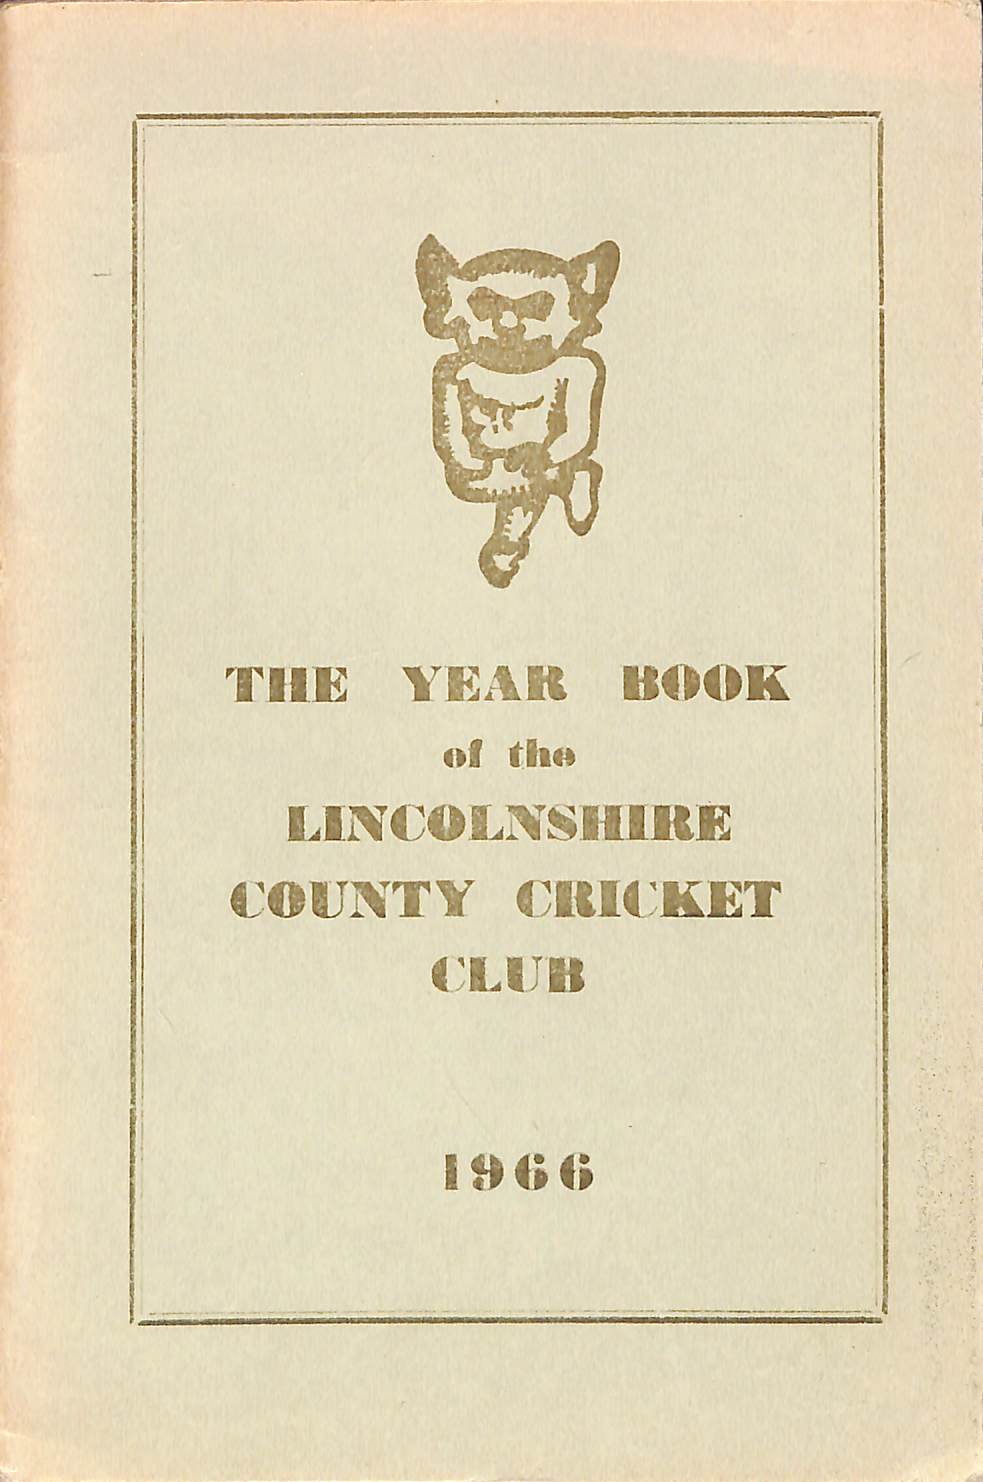 THE YEAR BOOK
of the
LINCOLNSHIRE
COUNTY CRICKET
CLUB
1966